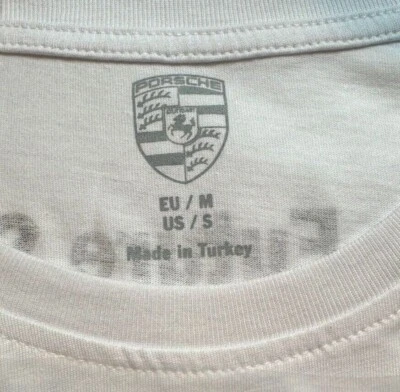 PORSCHE
EU / M
US / S
Made in Turkey